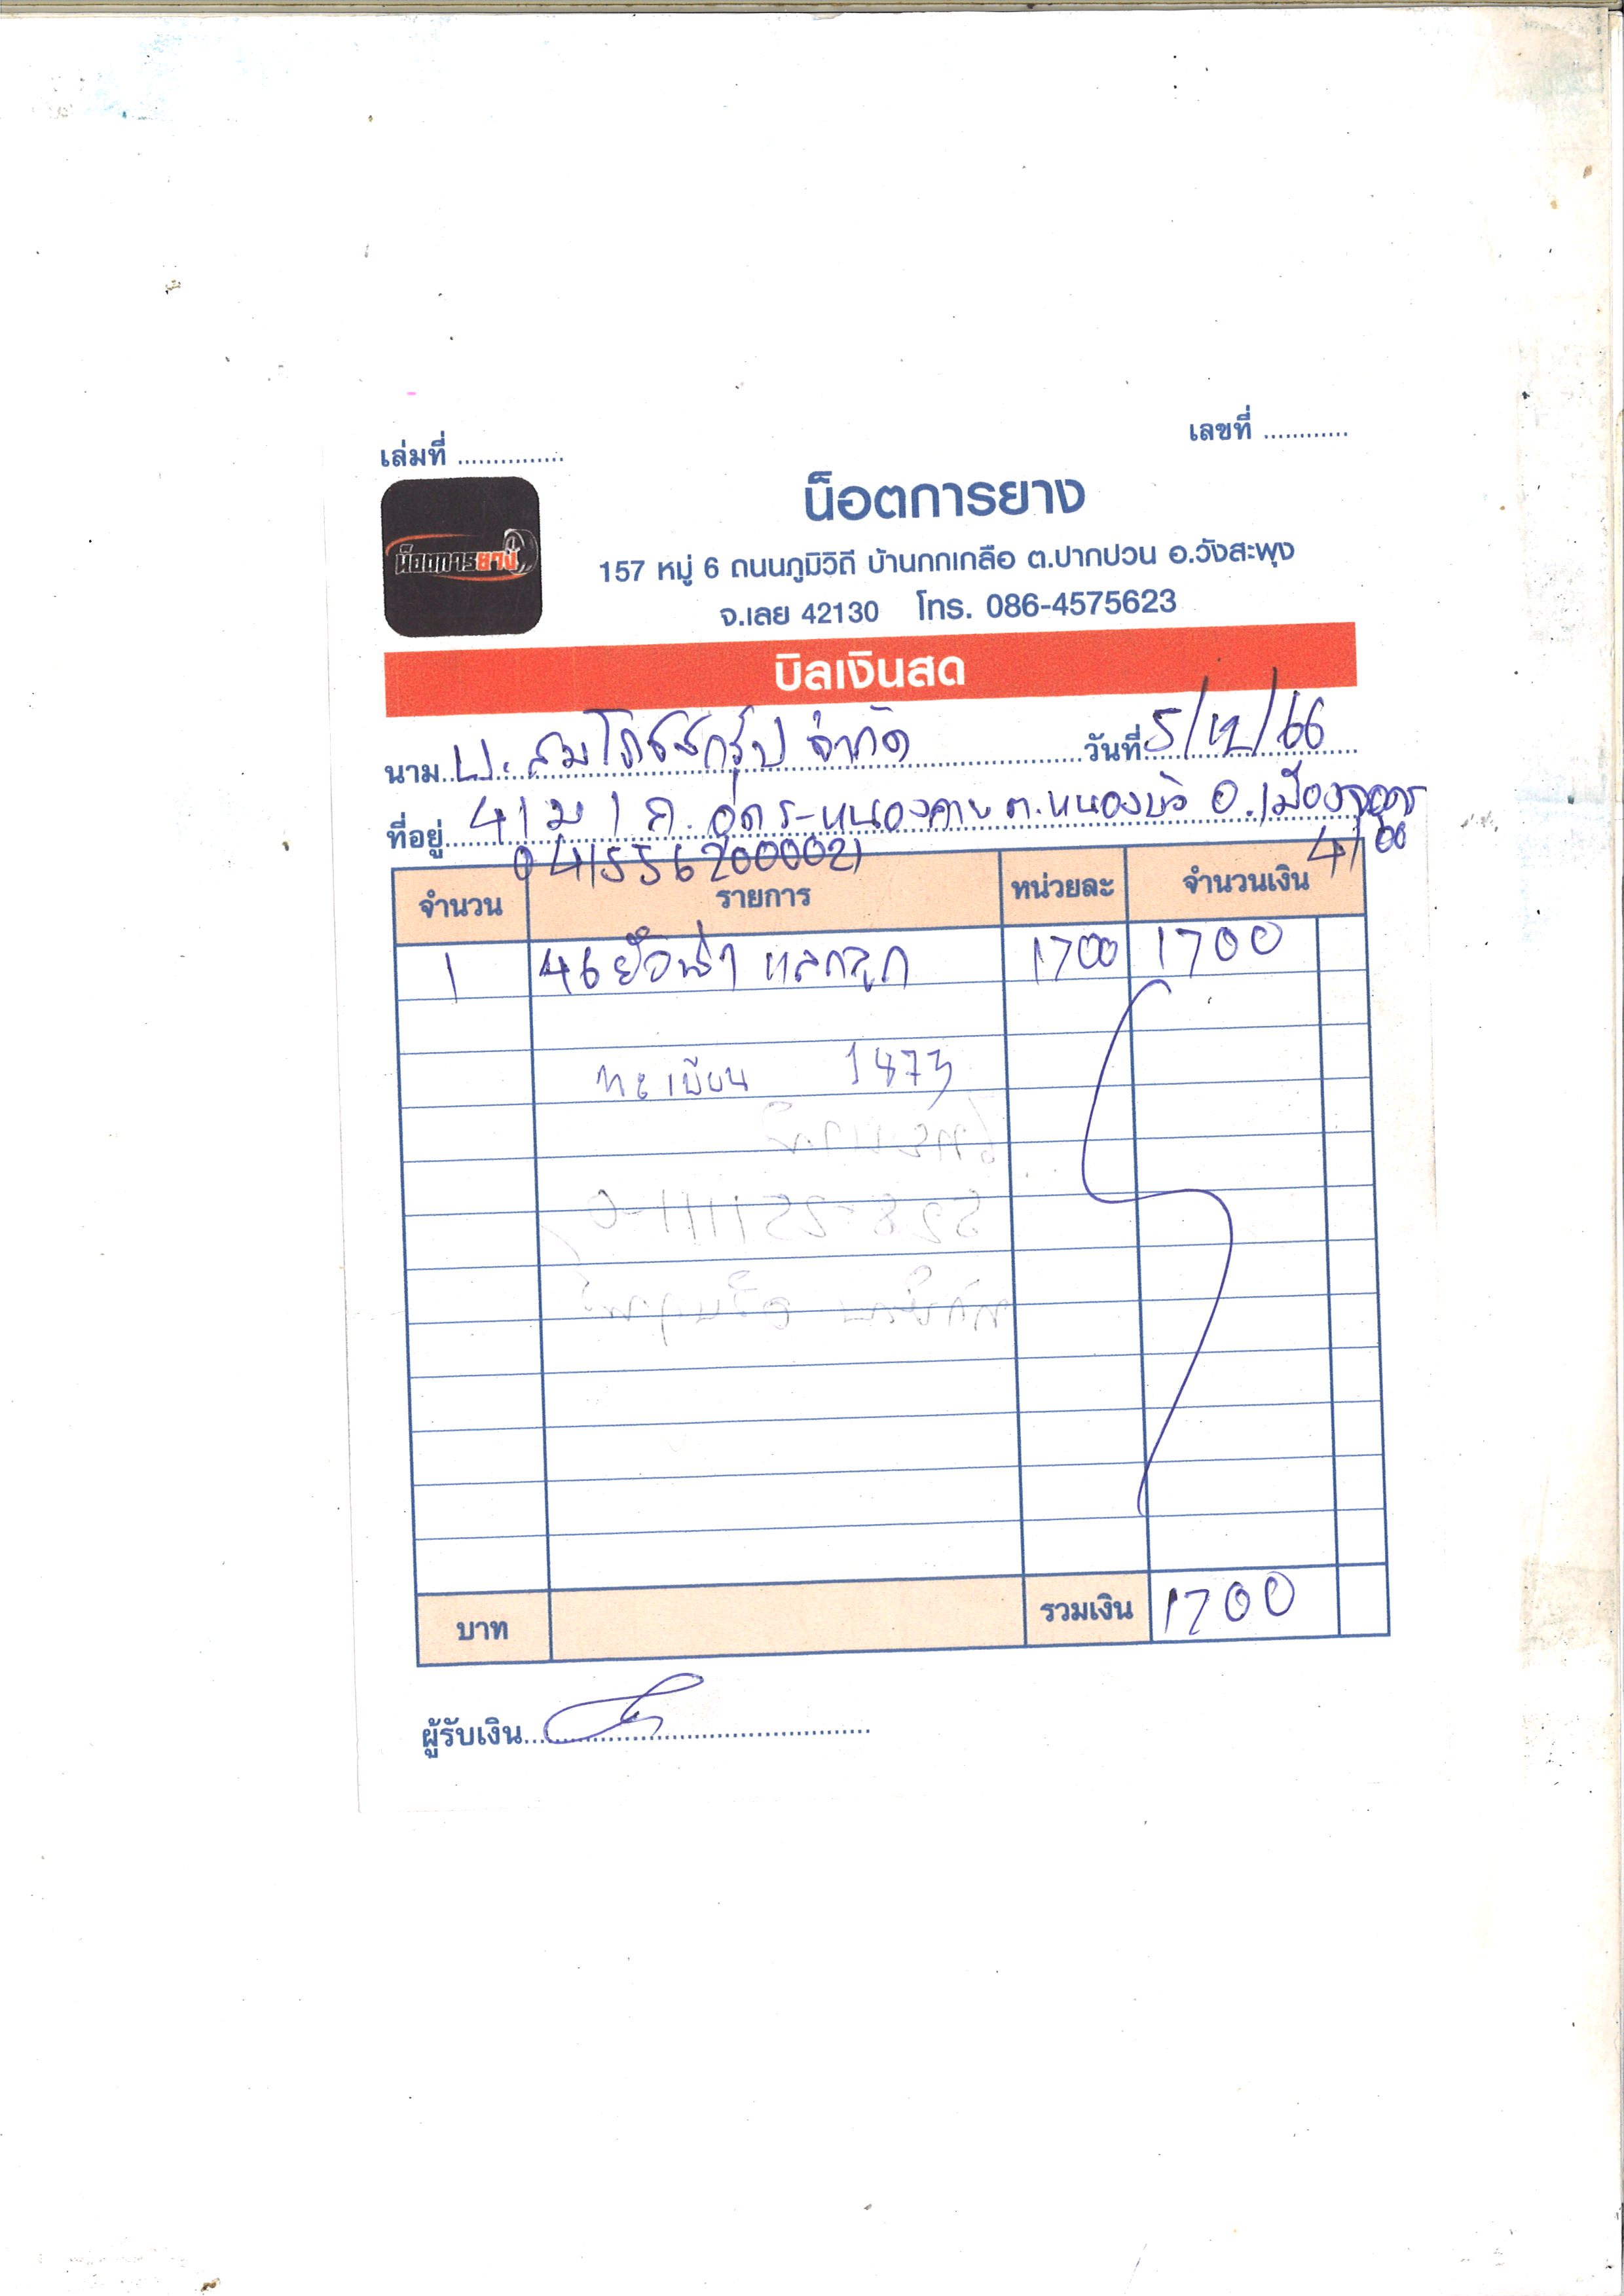 เล่มที่ ...............
เลขที่ ............
น็อตการยาง
น็อตการยาง
157 หมู่ 6 ถนนภูมิวิถี บ้านกกเกลือ ต.ปากปวน อ.วังสะพุง
จ.เลย 42130 โทร. 086-4575623
บิลเงินสด
นาม บ. สมโภชน์กรุ๊ป จำกัด วันที่ 5/12/66
ที่อยู่ 41 ม 1 ถ. อุดร-หนองคาย ต.หนองบัว อ.เมือง จ.อุดร
0415562000021
จำนวน รายการ หน่วยละ จำนวนเงิน
1 1700 1700
ทะเบียน 1473
บาท รวมเงิน 1700
ผู้รับเงิน